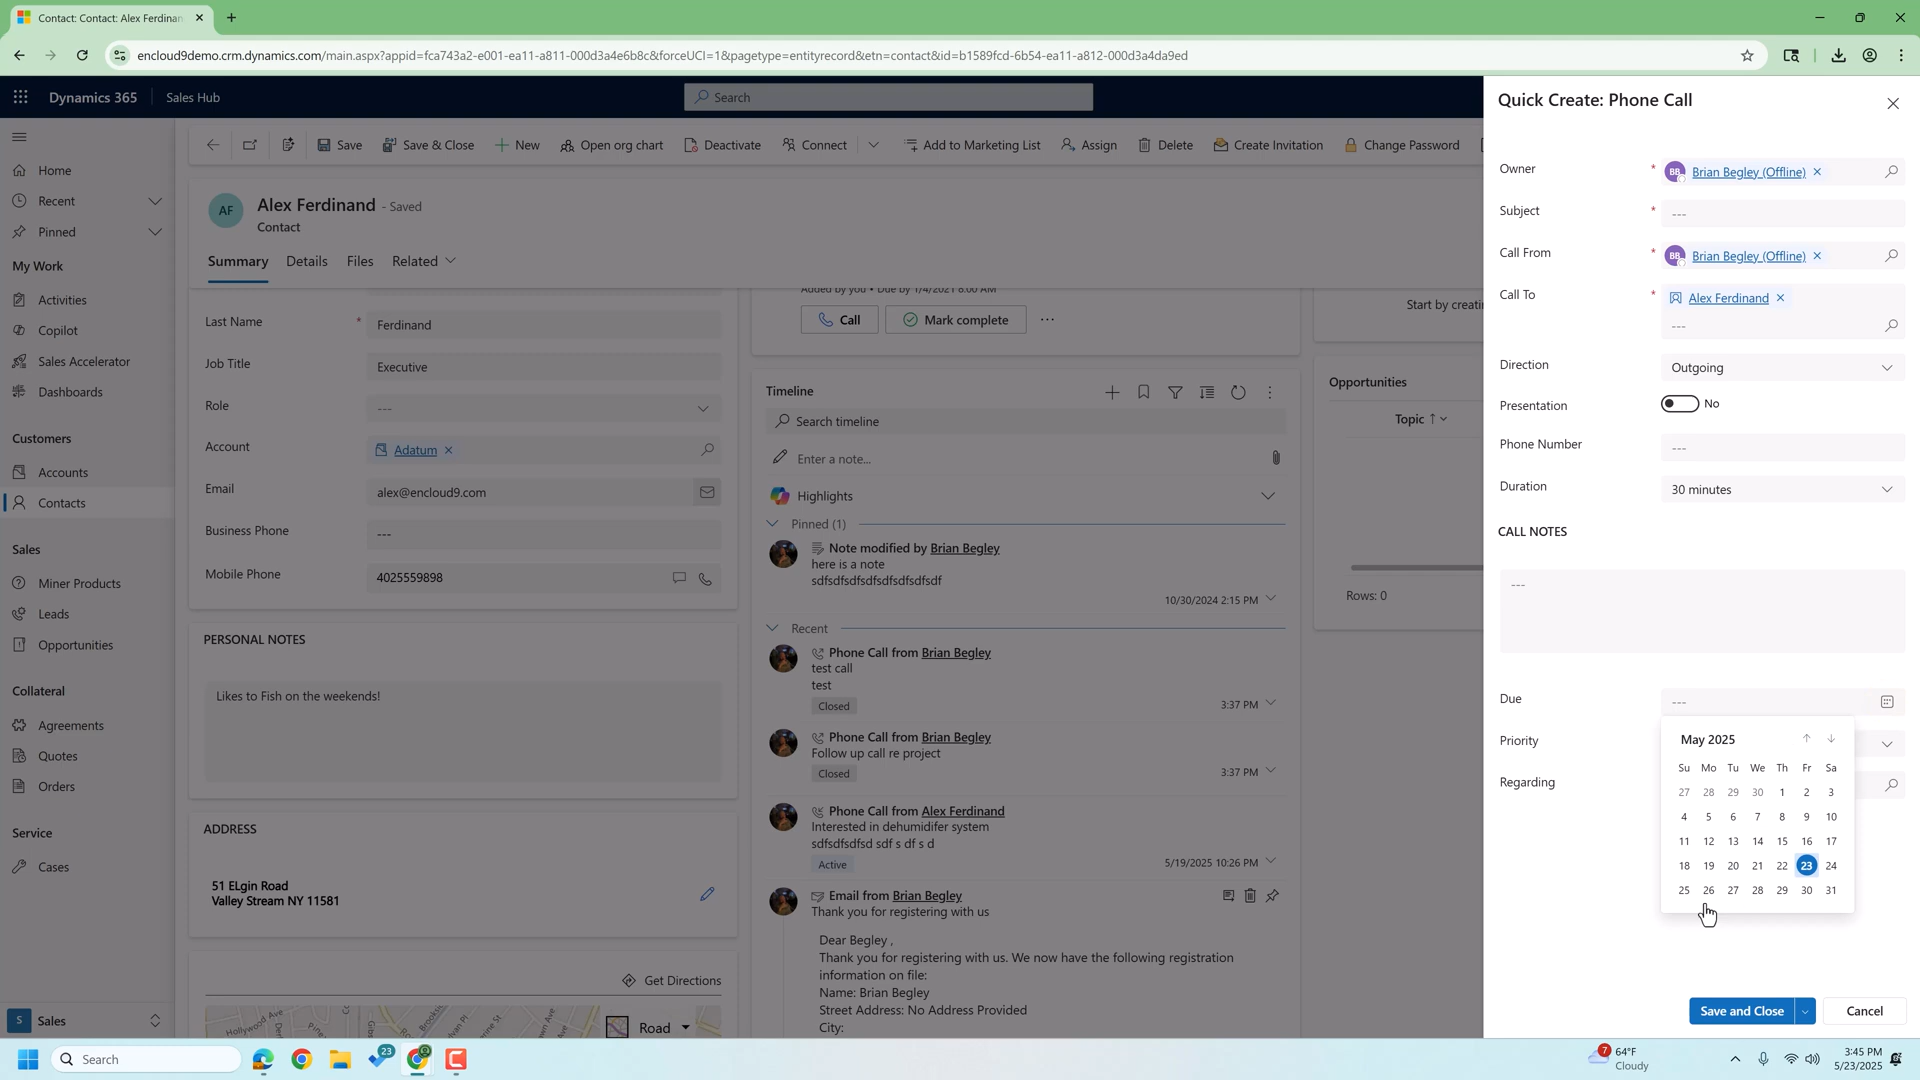 Contact: Contact: Alex Ferdinan
encloud9demo.crm.dynamics.com/main.aspx?appid=fca743a2-e001-ea11-a811-000d3a4e6b8c&forceUCI=1&pagetype=entityrecord&etn=contact&id=b1589fcd-6b54-ea11-a812-000d3a4da9ed
Dynamics 365
Sales Hub
Search
Save
Save & Close
New
Open org chart
Deactivate
Connect
Add to Marketing List
Assign
Delete
Create Invitation
Change Password
Home
Recent
Pinned
My Work
Activities
Copilot
Sales Accelerator
Dashboards
Customers
Accounts
Contacts
Sales
Miner Products
Leads
Opportunities
Collateral
Agreements
Quotes
Orders
Service
Cases
S Sales
AF
Alex Ferdinand - Saved
Contact
Summary
Details
Files
Related
Last Name * Ferdinand
Job Title Executive
Role ---
Account Adatum
Email alex@encloud9.com
Business Phone ---
Mobile Phone 4025559898
PERSONAL NOTES
Likes to Fish on the weekends!
ADDRESS
51 ELgin Road
Valley Stream NY 11581
Get Directions
Hollywood Ave
Road
Added by you • Due by 1/4/2021 8:00 AM
Call
Mark complete
Timeline
Search timeline
Enter a note...
Highlights
Pinned (1)
Note modified by Brian Begley
here is a note
sdfsdfsdfsdfsdfsdfsdfsdf
10/30/2024 2:15 PM
Recent
Phone Call from Brian Begley
test call
test
Closed
3:37 PM
Phone Call from Brian Begley
Follow up call re project
Closed
3:37 PM
Phone Call from Alex Ferdinand
Interested in dehumidifer system
sdfsdfsdfsd sdf s df s d
Active
5/19/2025 10:26 PM
Email from Brian Begley
Thank you for registering with us
Dear Begley ,
Thank you for registering with us. We now have the following registration
information on file:
Name: Brian Begley
Street Address: No Address Provided
City:
Start by creatin
Opportunities
Topic ↑
Rows: 0
Quick Create: Phone Call
Owner * BB Brian Begley (Offline)
Subject * ---
Call From * BB Brian Begley (Offline)
Call To * Alex Ferdinand
---
Direction Outgoing
Presentation No
Phone Number ---
Duration 30 minutes
CALL NOTES
---
Due ---
Priority
Regarding
May 2025
Su Mo Tu We Th Fr Sa
27 28 29 30 1 2 3
4 5 6 7 8 9 10
11 12 13 14 15 16 17
18 19 20 21 22 23 24
25 26 27 28 29 30 31
Save and Close
Cancel
Search
23
7
64°F
Cloudy
3:45 PM
5/23/2025